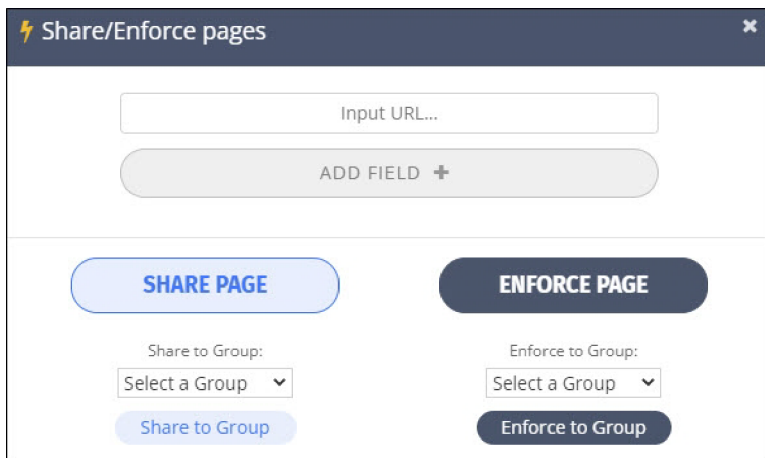 Share/Enforce pages
Input URL...
ADD FIELD +
SHARE PAGE
ENFORCE PAGE
Share to Group:
Enforce to Group:
Select a Group
Select a Group
Share to Group
Enforce to Group